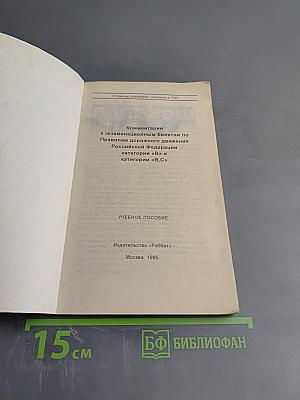 Комментарии
к экзаменационным билетам по
Правилам дорожного движения
Российской Федерации
категории «В» и
категории «В,С»
УЧЕБНОЕ ПОСОБИЕ
Издательство «Раббит»
Москва 1995
15 см
БФ БИБЛИОФАН